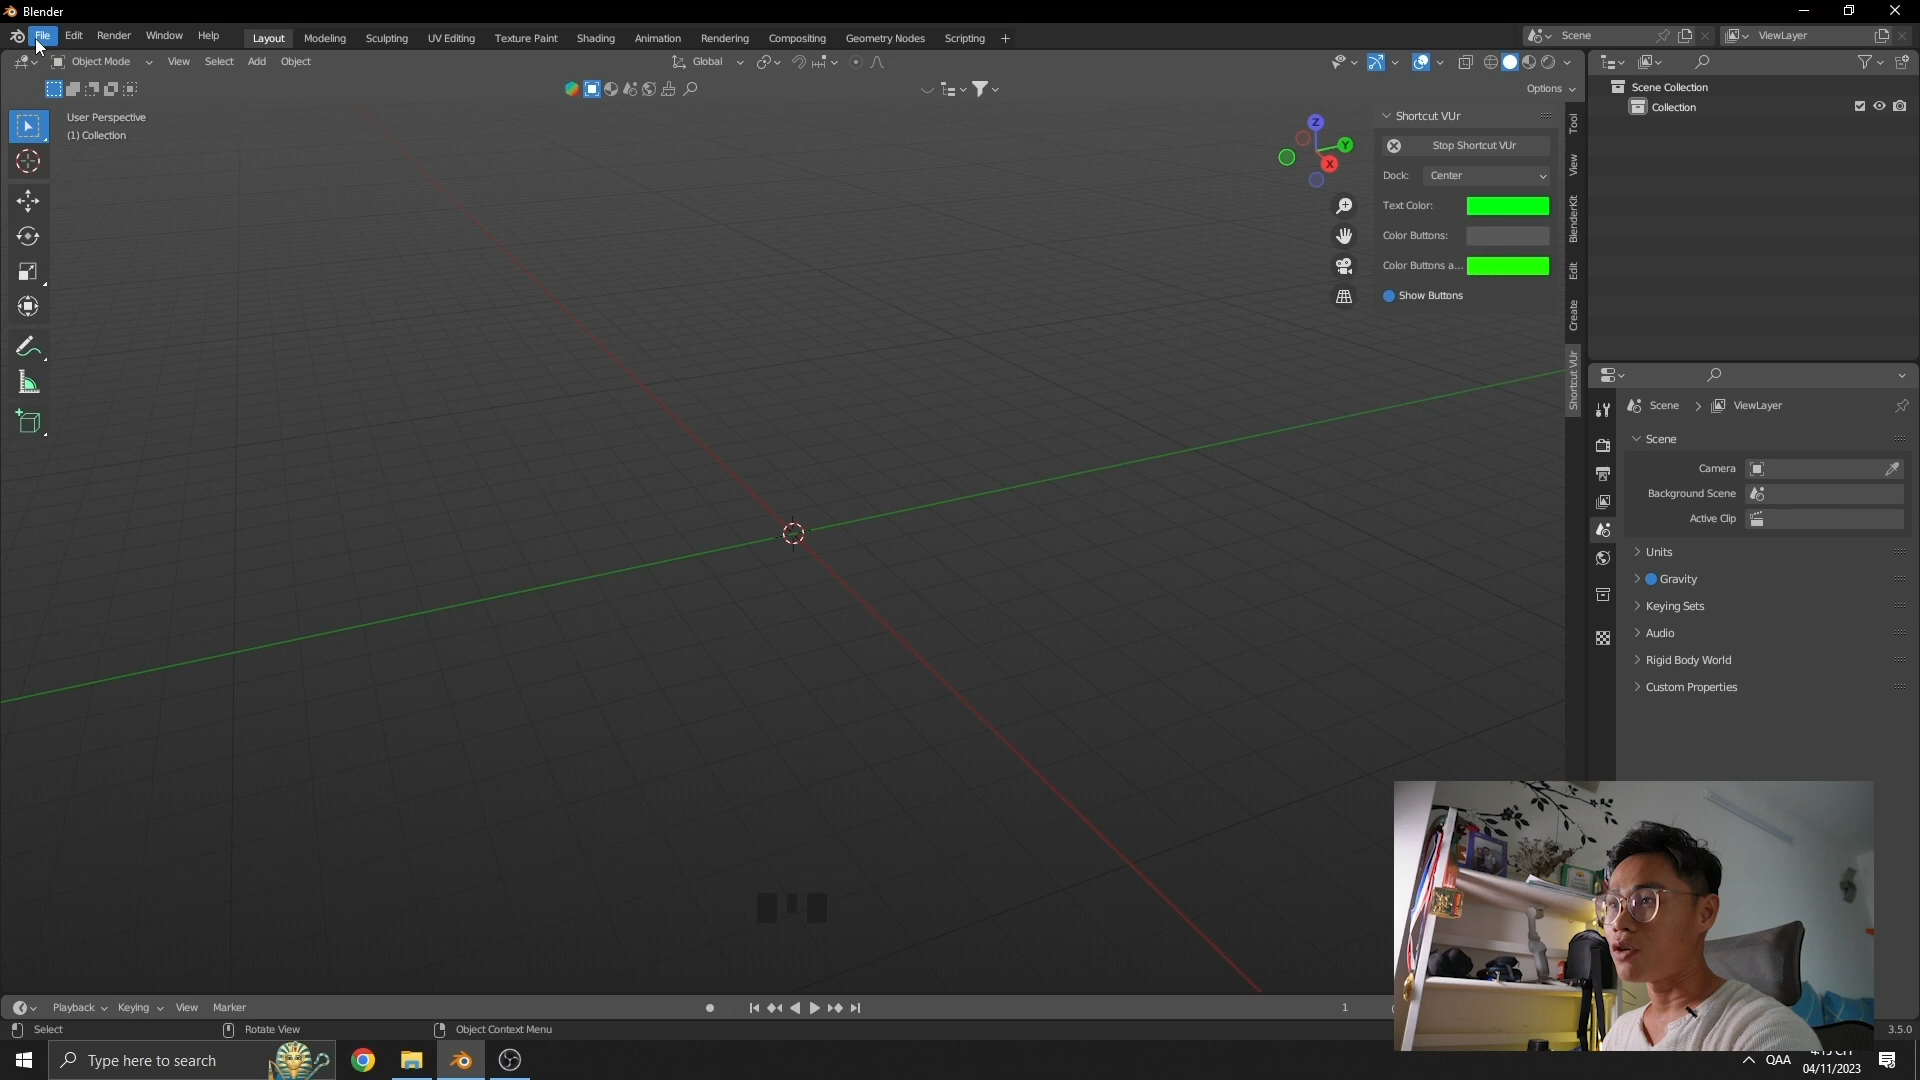 Blender
File Edit Render Window Help Layout Modeling Sculpting UV Editing Texture Paint Shading Animation Rendering Compositing Geometry Nodes Scripting + Scene ViewLayer
Object Mode View Select Add Object Global
Options
User Perspective
(1) Collection
Z
Y
X
Shortcut VUr
Stop Shortcut VUr
Dock: Center
Text Color:
Color Buttons:
Color Buttons a...
Show Buttons
Tool
View
BlenderKit
Edit
Create
Shortcut VUr
Scene Collection
Collection
Scene > ViewLayer
Scene
Camera
Background Scene
Active Clip
Units
Gravity
Keying Sets
Audio
Rigid Body World
Custom Properties
Playback Keying View Marker 1
Select Rotate View Object Context Menu 3.5.0
Type here to search QAA
04/11/2023